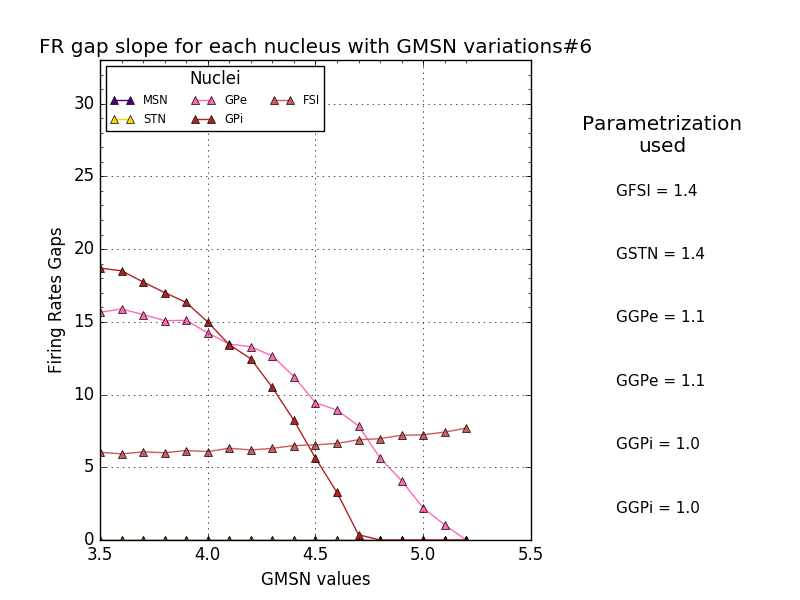 FR gap slope for each nucleus with GMSN variations#6
Nuclei
MSN GPe FSI
STN GPi
30
25
20
15
10
5
0
3.5 4.0 4.5 5.0 5.5
Firing Rates Gaps
GMSN values
Parametrization
used
GFSI = 1.4
GSTN = 1.4
GGPe = 1.1
GGPe = 1.1
GGPi = 1.0
GGPi = 1.0